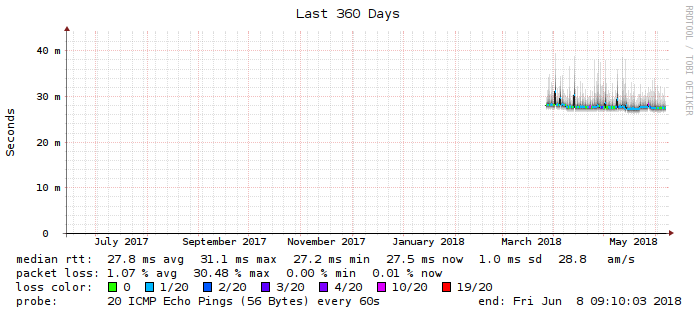 Last 360 Days
RRDTOOL / TOBI OETIKER
Seconds
40 m
30 m
20 m
10 m
0
July 2017 September 2017 November 2017 January 2018 March 2018 May 2018
median rtt: 27.8 ms avg 31.1 ms max 27.2 ms min 27.5 ms now 1.0 ms sd 28.8 am/s
packet loss: 1.07 % avg 30.48 % max 0.00 % min 0.01 % now
loss color: 0 1/20 2/20 3/20 4/20 10/20 19/20
probe: 20 ICMP Echo Pings (56 Bytes) every 60s end: Fri Jun 8 09:10:03 2018